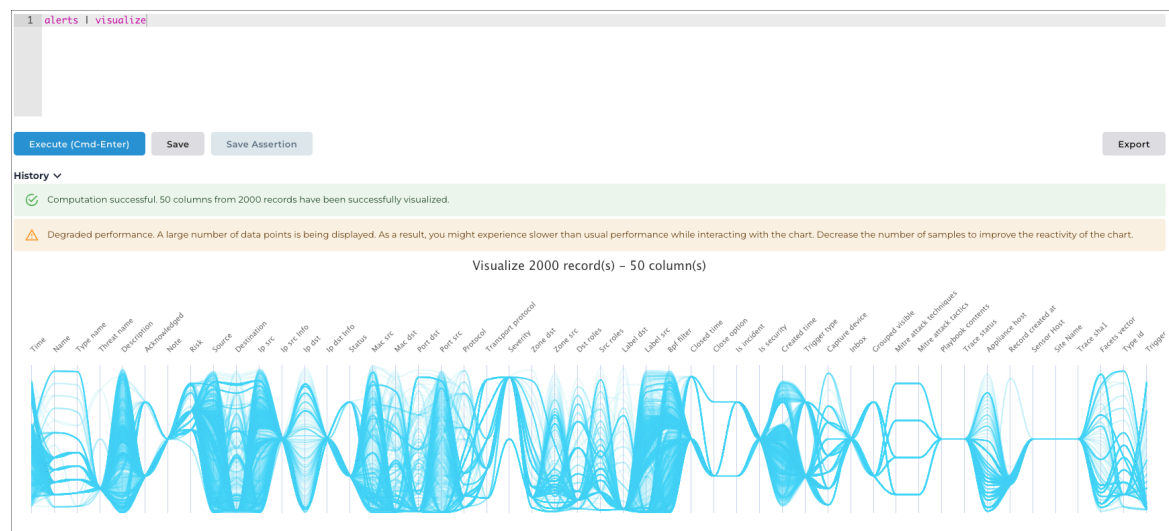 1 alerts | visualize
Execute (Cmd-Enter) Save Save Assertion Export
History
Computation successful. 50 columns from 2000 records have been successfully visualized.
Degraded performance. A large number of data points is being displayed. As a result, you might experience slower than usual performance while interacting with the chart. Decrease the number of samples to improve the reactivity of the chart.
Visualize 2000 record(s) – 50 column(s)
Time
Name
Type name
Threat name
Description
Acknowledged
Note
Risk
Source
Destination
Ip src
Ip src Info
Ip dst
Ip dst Info
Status
Mac src
Mac dst
Port dst
Port src
Protocol
Transport protocol
Severity
Zone dst
Zone src
Dst roles
Src roles
Label dst
Label src
Bpf filter
Closed time
Close option
Is incident
Is security
Created time
Trigger type
Capture device
Inbox
Grouped visible
Mitre attack techniques
Mitre attack tactics
Playbook contents
Trace status
Appliance host
Record created at
Sensor Host
Site Name
Trace sha1
Facets vector
Type id
Trigger